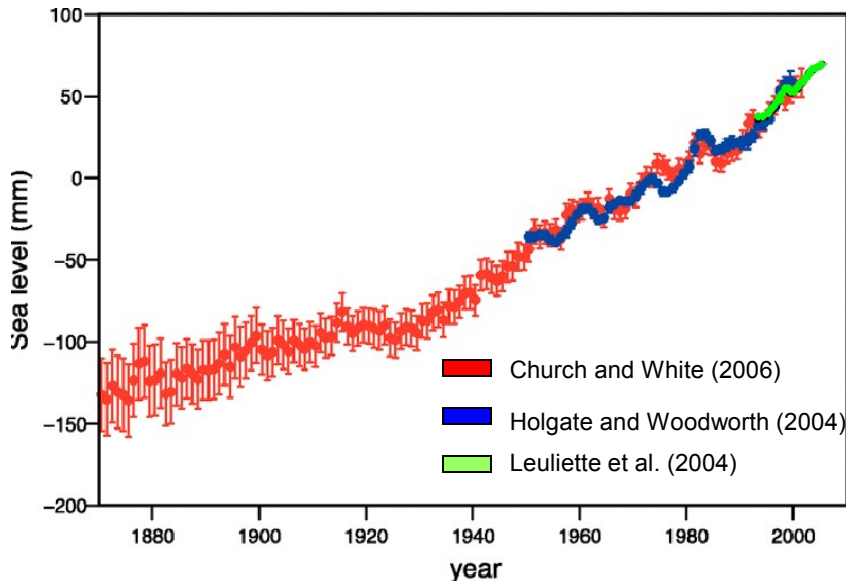 100
50
0
−50
−100
−150
−200
Sea level (mm)
Church and White (2006)
Holgate and Woodworth (2004)
Leuliette et al. (2004)
1880 1900 1920 1940 1960 1980 2000
year